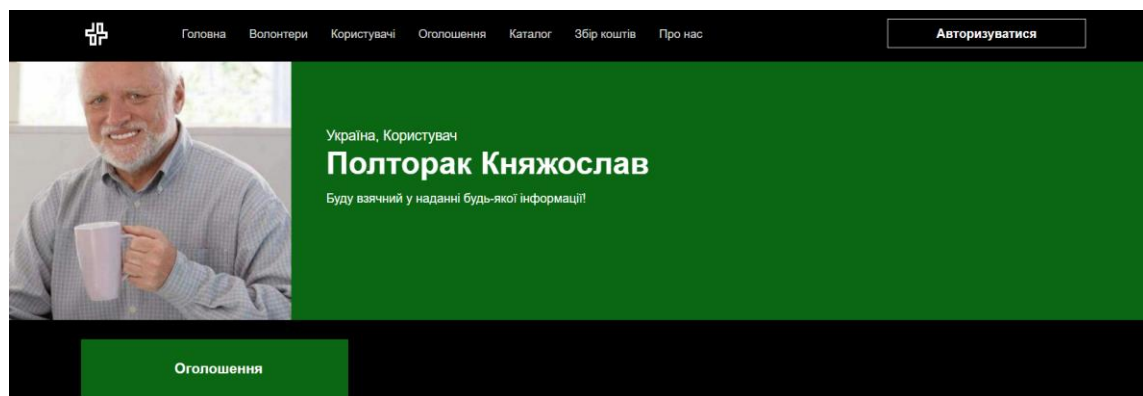 Головна Волонтери Користувачі Оголошення Каталог Збір коштів Про нас Авторизуватися
Україна, Користувач
Полторак Княжослав
Буду взячний у наданні будь-якої інформації!
Оголошення